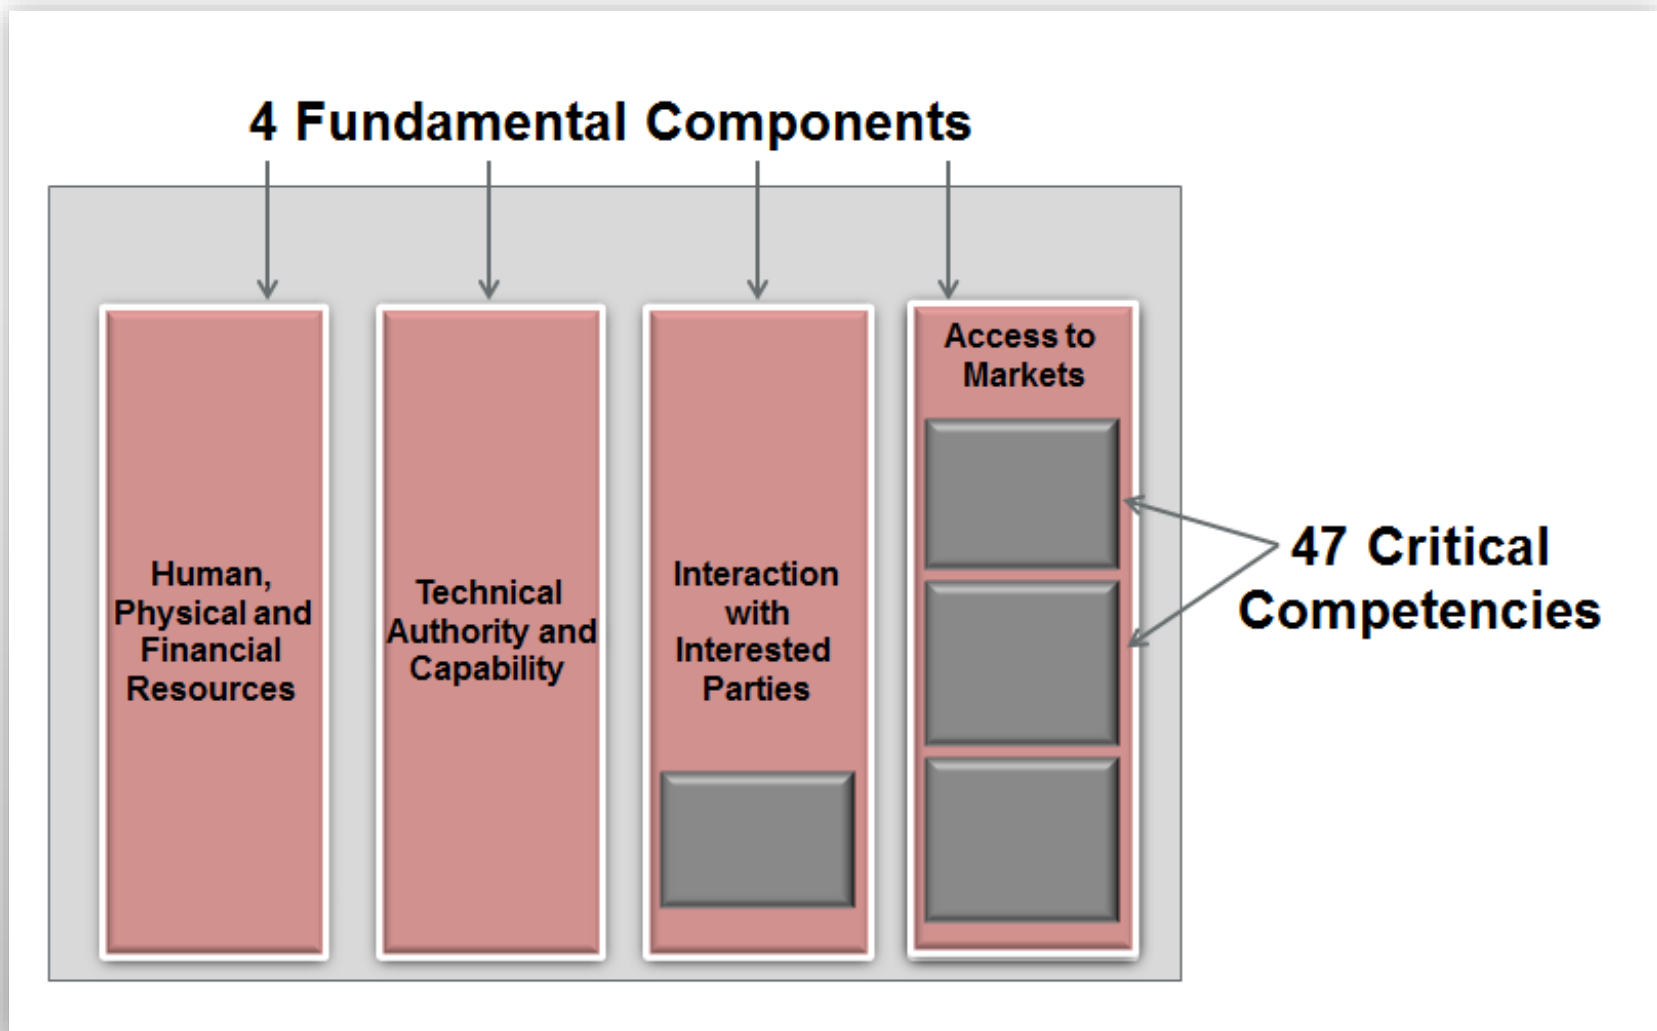 4 Fundamental Components
Human,
Physical and
Financial
Resources
Technical
Authority and
Capability
Interaction
with
Interested
Parties
Access to
Markets
47 Critical
Competencies